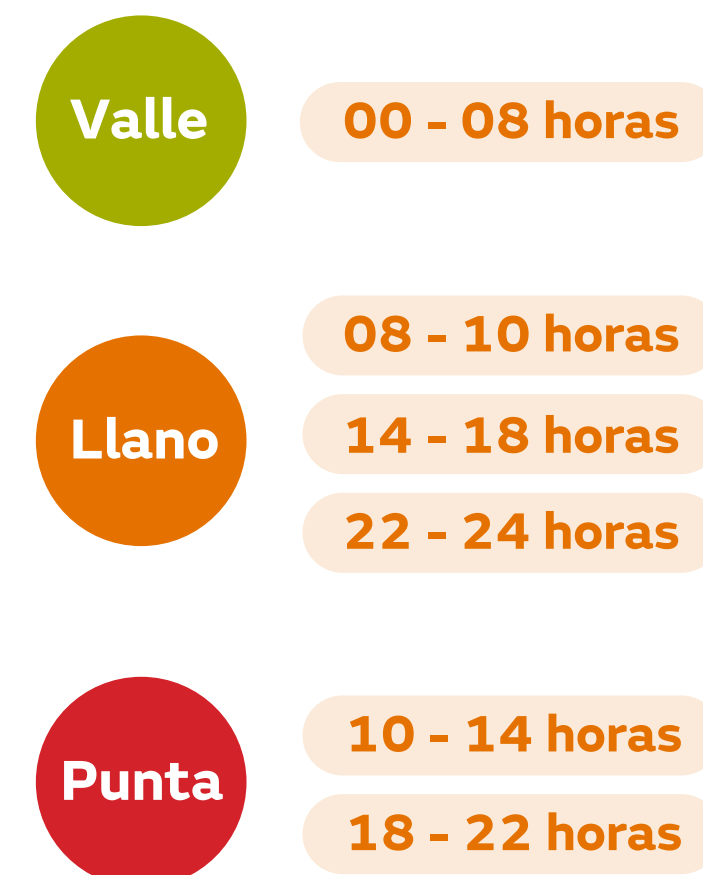 Valle
00 - 08 horas
Llano
08 - 10 horas
14 - 18 horas
22 - 24 horas
Punta
10 - 14 horas
18 - 22 horas